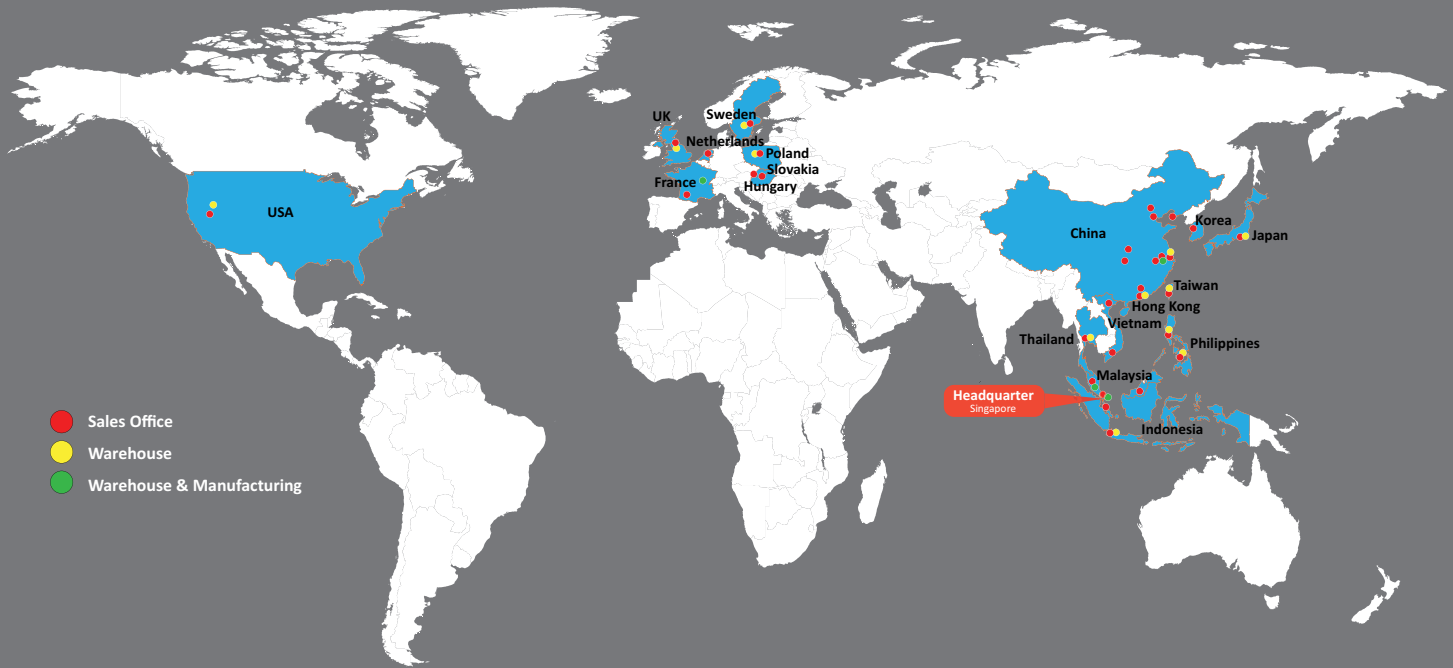 UK
Sweden
Netherlands
Poland
Slovakia
France
Hungary
USA
China
Korea
Japan
Taiwan
Hong Kong
Vietnam
Thailand
Philippines
Malaysia
Headquarter
Singapore
Indonesia
Sales Office
Warehouse
Warehouse & Manufacturing